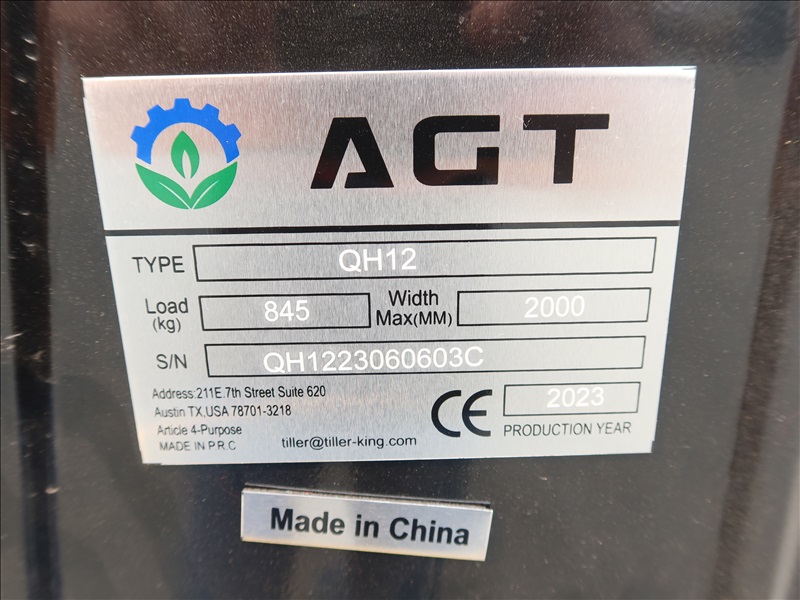 AGT
TYPE QH12
Load (kg) 845 Width Max(MM) 2000
S/N QH1223060603C
Address:211E.7th Street Suite 620
Austin TX,USA 78701-3218
Article 4-Purpose
MADE IN P.R.C
tiller@tiller-king.com
CE
2023
PRODUCTION YEAR
Made in China